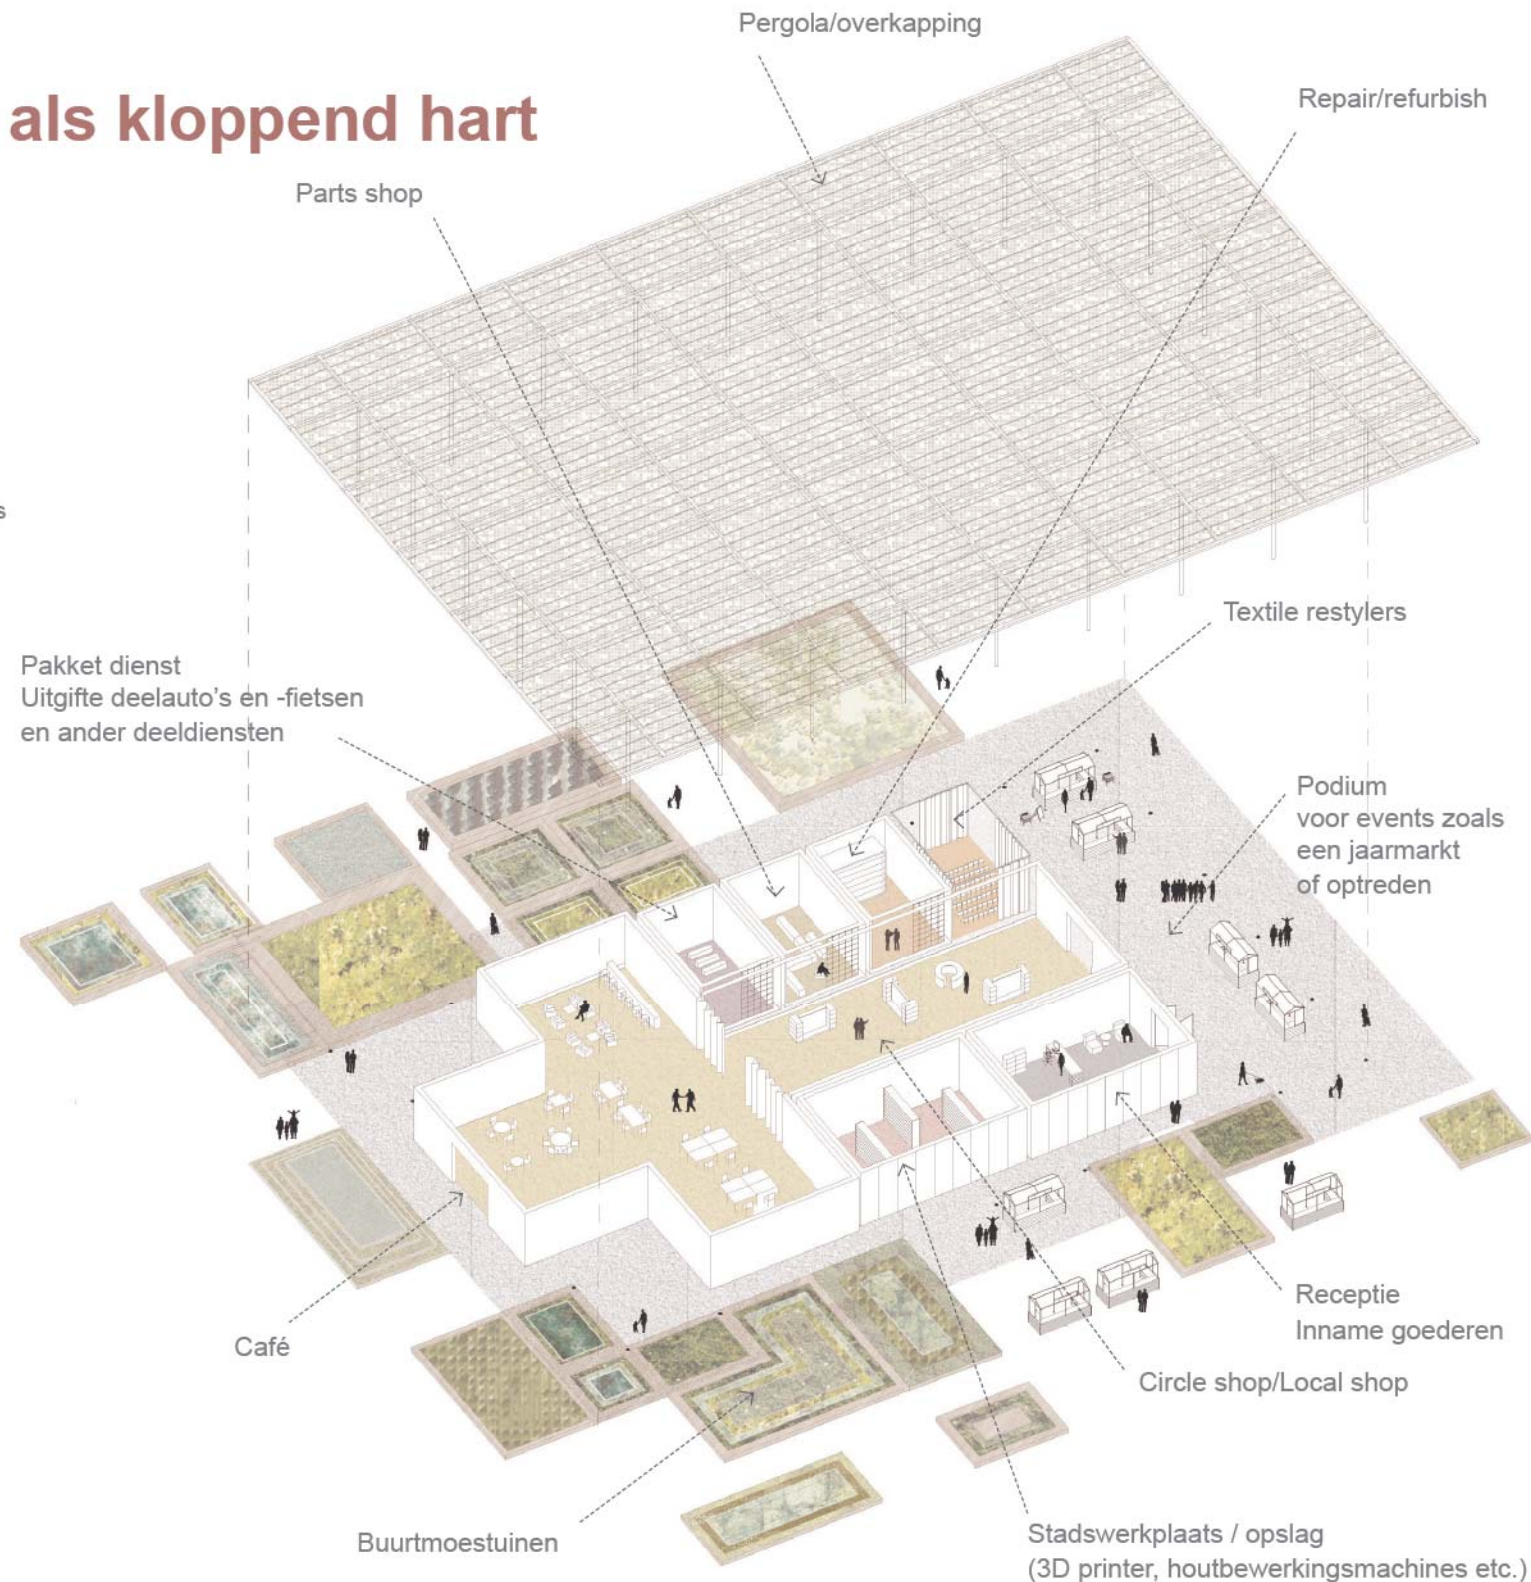 Pergola/overkapping
als kloppend hart
Repair/refurbish
Parts shop
s
Textile restylers
Pakket dienst
Uitgifte deelauto's en -fietsen
en ander deeldiensten
Podium
voor events zoals
een jaarmarkt
of optreden
Receptie
Inname goederen
Café
Circle shop/Local shop
Buurtmoestuinen
Stadswerkplaats / opslag
(3D printer, houtbewerkingsmachines etc.)